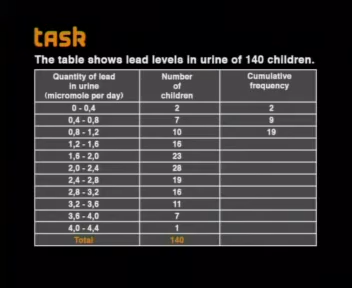 task
The table shows lead levels in urine of 140 children.
Quantity of lead in urine (micromole per day) Number of children Cumulative frequency
0 - 0,4 2 2
0,4 - 0,8 7 9
0,8 - 1,2 10 19
1,2 - 1,6 16
1,6 - 2,0 23
2,0 - 2,4 28
2,4 - 2,8 19
2,8 - 3,2 16
3,2 - 3,6 11
3,6 - 4,0 7
4,0 - 4,4 1
Total 140